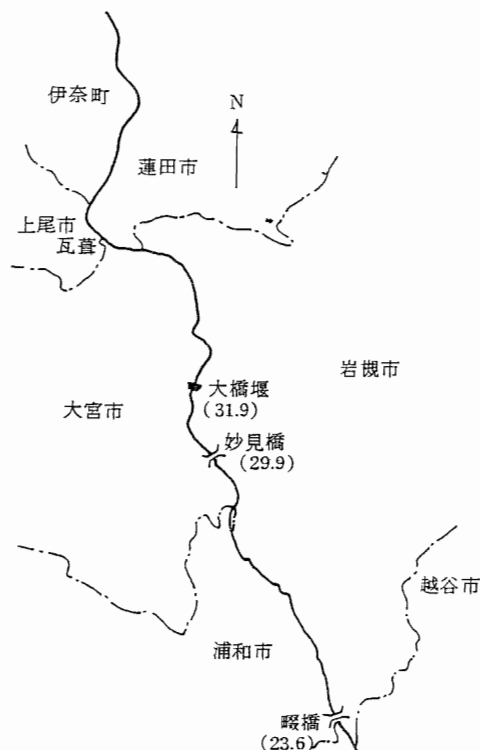 伊奈町
N
蓮田市
上尾市
瓦葺
岩槻市
大橋堰
(31.9)
大宮市
妙見橋
(29.9)
越谷市
浦和市
畷橋
(23.6)